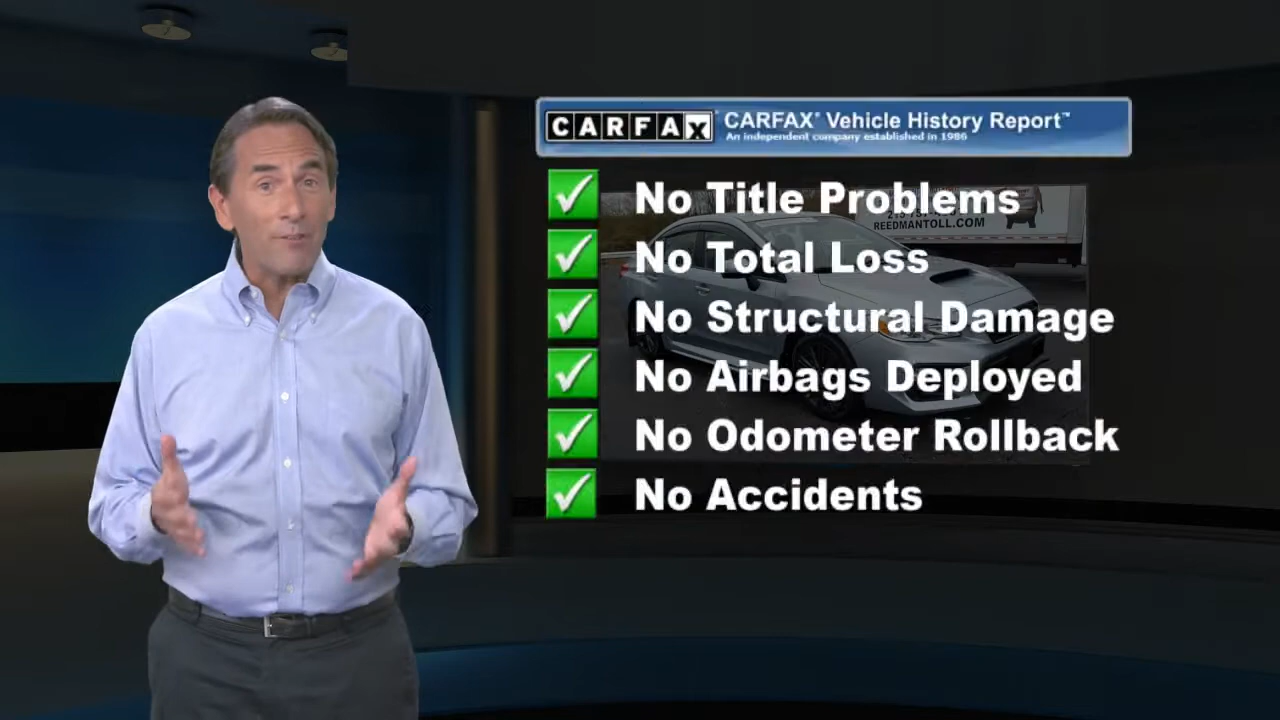 CARFAX
CARFAX® Vehicle History Report™
An independent company established in 1986
No Title Problems
REEDMANTOLL.COM
No Total Loss
No Structural Damage
No Airbags Deployed
No Odometer Rollback
No Accidents